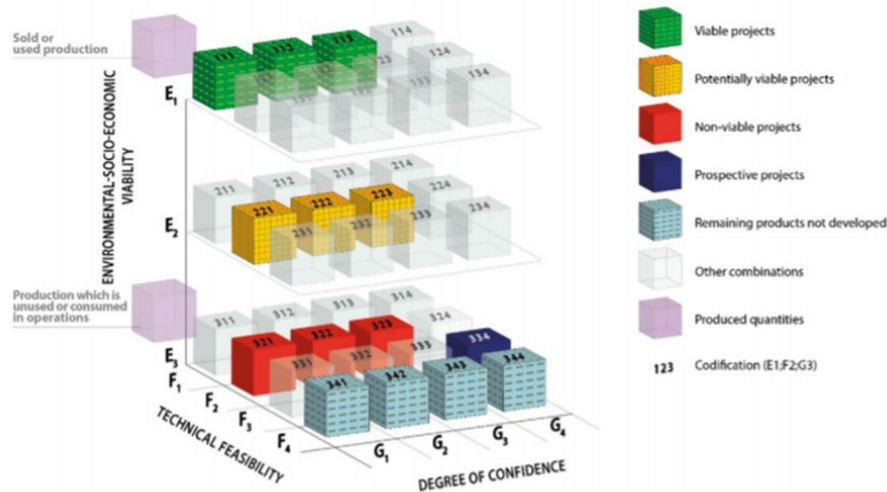 Sold or
used production
ENVIRONMENTAL-SOCIO-ECONOMIC
VIABILITY
E1
111
112
113
114
123
124
133
134
E2
211
212
213
214
221
222
223
224
231
232
233
234
Production which is
unused or consumed
in operations
E3
311
312
313
314
321
322
323
324
331
332
333
334
341
342
343
344
F1
F2
F3
F4
TECHNICAL FEASIBILITY
G1
G2
G3
G4
DEGREE OF CONFIDENCE
Viable projects
Potentially viable projects
Non-viable projects
Prospective projects
Remaining products not developed
Other combinations
Produced quantities
123 Codification (E1;F2;G3)